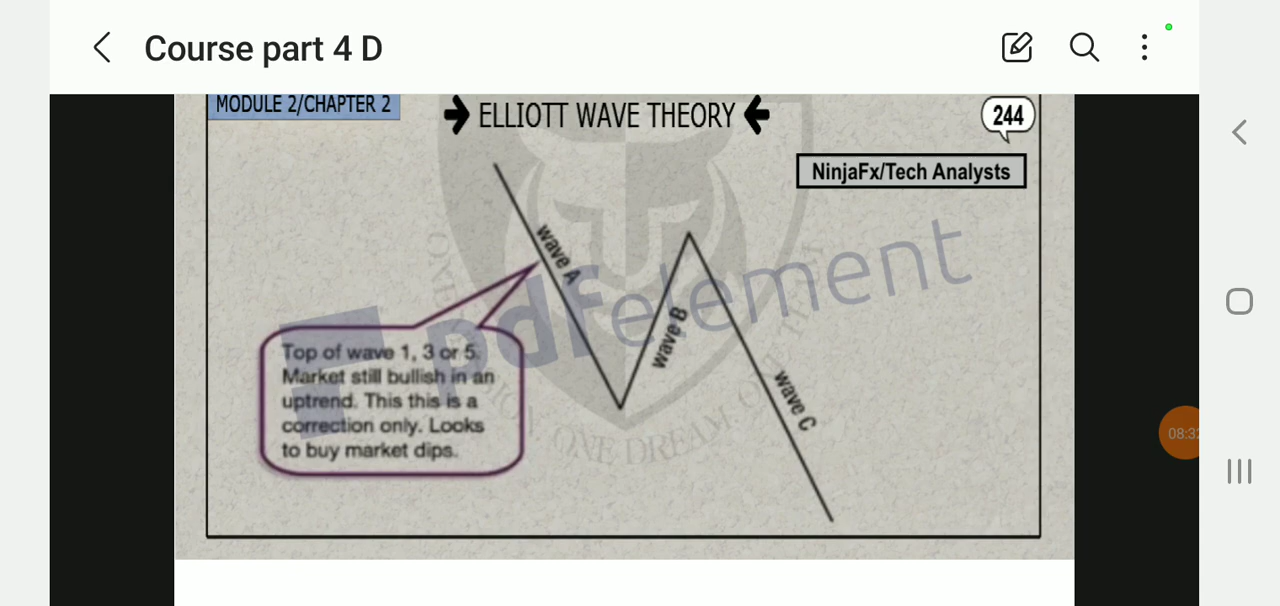 Course part 4 D
MODULE 2/CHAPTER 2
ELLIOTT WAVE THEORY
244
NinjaFx/Tech Analysts
wave A
wave B
wave C
pdfelement
Top of wave 1, 3 or 5.
Market still bullish in an
uptrend. This this is a
correction only. Looks
to buy market dips.
ONE DREAM
08:32